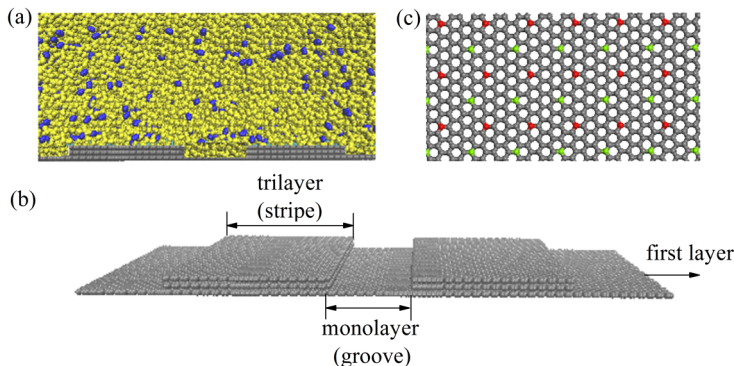 (a)
(c)
trilayer
(stripe)
(b)
first layer
monolayer
(groove)